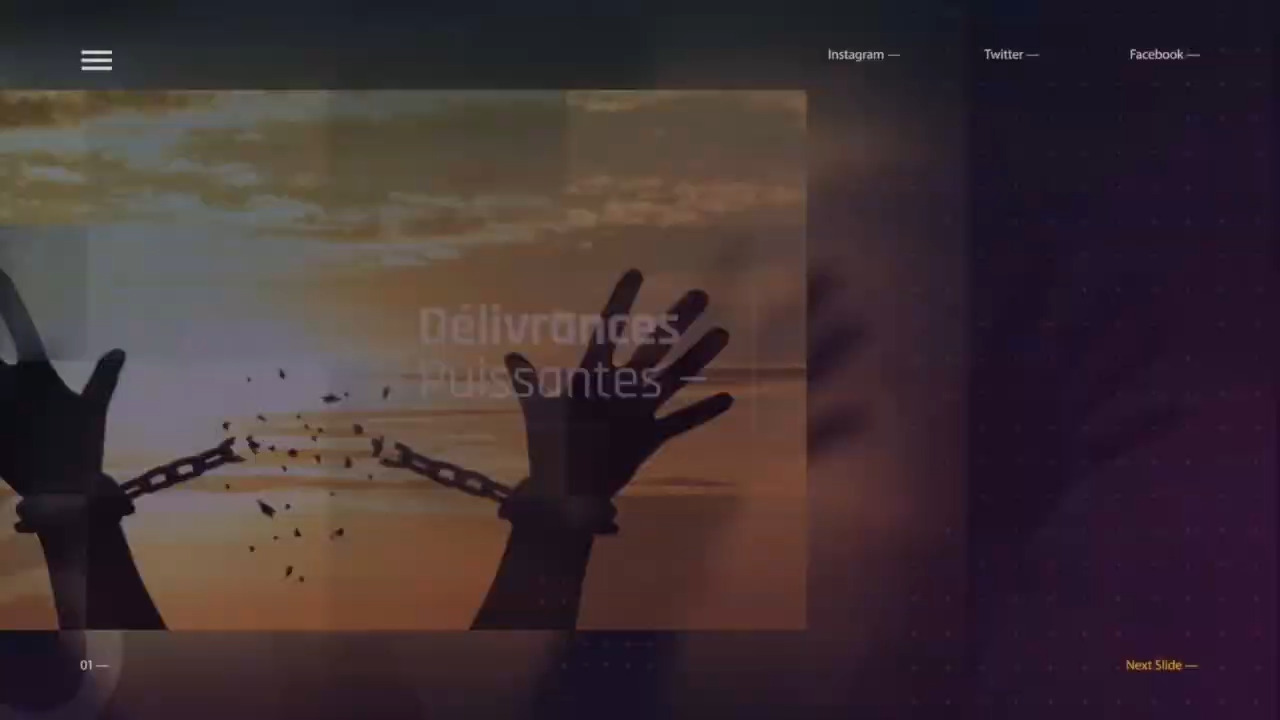 Instagram —
Twitter —
Facebook —
Délivrances
Puissantes —
01 —
Next Slide —